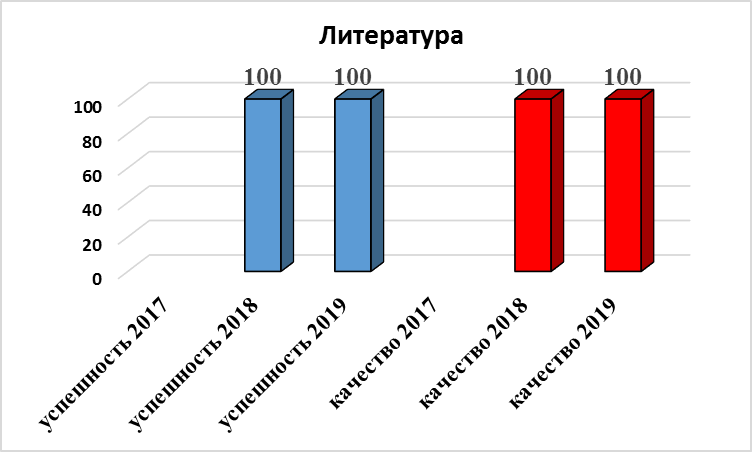 Литература
100 100 100 100
100
80
60
40
20
0
успешность 2017
успешность 2018
успешность 2019
качество 2017
качество 2018
качество 2019